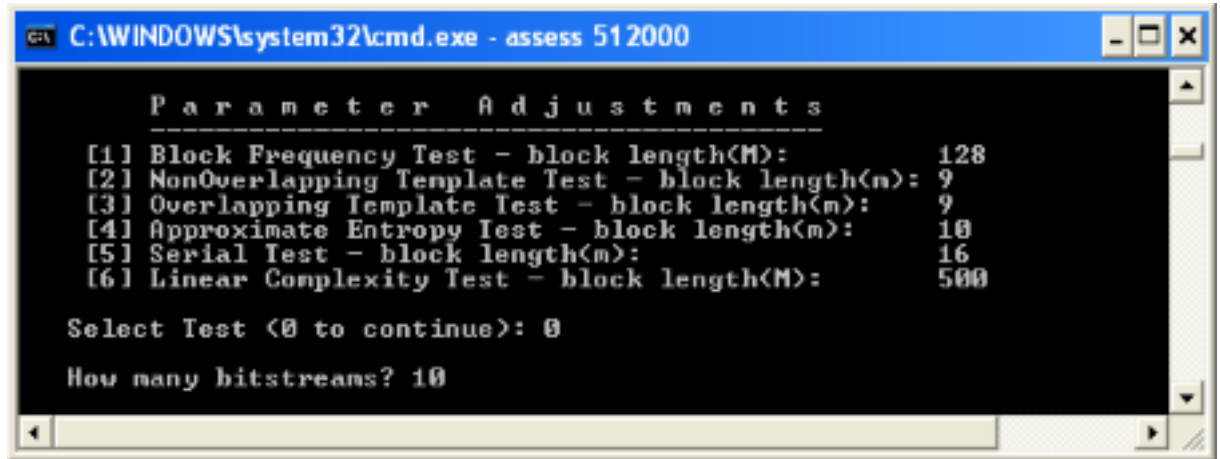 C:\WINDOWS\system32\cmd.exe - assess 512000
P a r a m e t e r   A d j u s t m e n t s
-----------------------------------------
[1] Block Frequency Test - block length(M): 128
[2] NonOverlapping Template Test - block length(m): 9
[3] Overlapping Template Test - block length(m): 9
[4] Approximate Entropy Test - block length(m): 10
[5] Serial Test - block length(m): 16
[6] Linear Complexity Test - block length(M): 500
Select Test (0 to continue): 0
How many bitstreams? 10